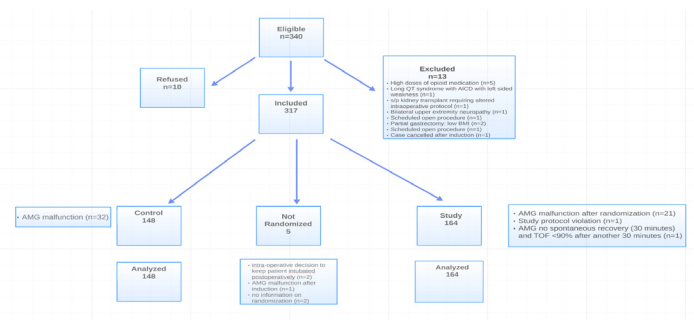 Eligible
n=340
Refused
n=10
Excluded
n=13
• High doses of opioid medication (n=5)
• Long QT syndrome with AICD with left sided
weakness (n=1)
• s/p kidney transplant requiring altered
intraoperative protocol (n=1)
• Bilateral upper extremity neuropathy (n=1)
• Scheduled open procedure (n=1)
• Partial gastrectomy: low BMI (n=2)
• Scheduled open procedure (n=1)
• Case cancelled after induction (n=1)
Included
317
• AMG malfunction (n=32)
Control
148
Not
Randomized
5
Study
164
• AMG malfunction after randomization (n=21)
• Study protocol violation (n=1)
• AMG no spontaneous recovery (30 minutes)
and TOF <90% after another 30 minutes (n=1)
Analyzed
148
• Intra-operative decision to
keep patient intubated
postoperatively (n=2)
• AMG malfunction after
induction (n=1)
• no information on
randomization (n=2)
Analyzed
164